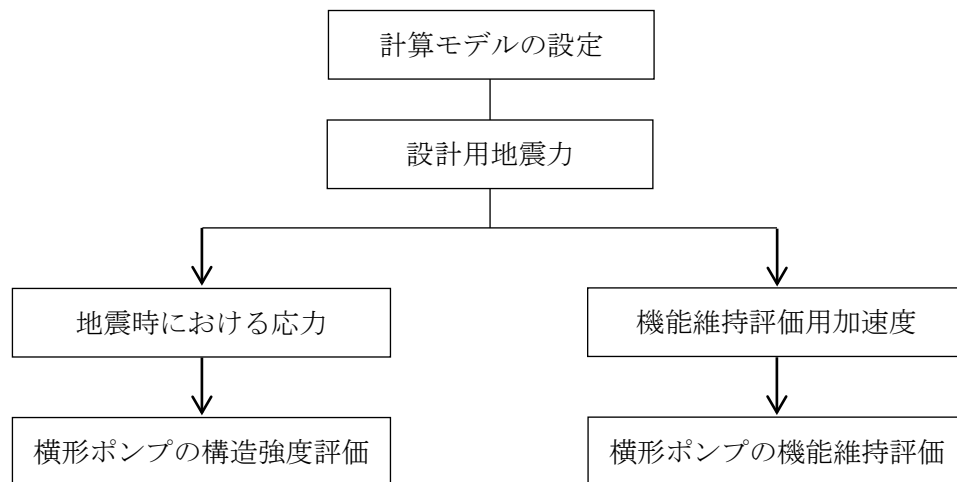 計算モデルの設定
設計用地震力
地震時における応力
機能維持評価用加速度
横形ポンプの構造強度評価
横形ポンプの機能維持評価